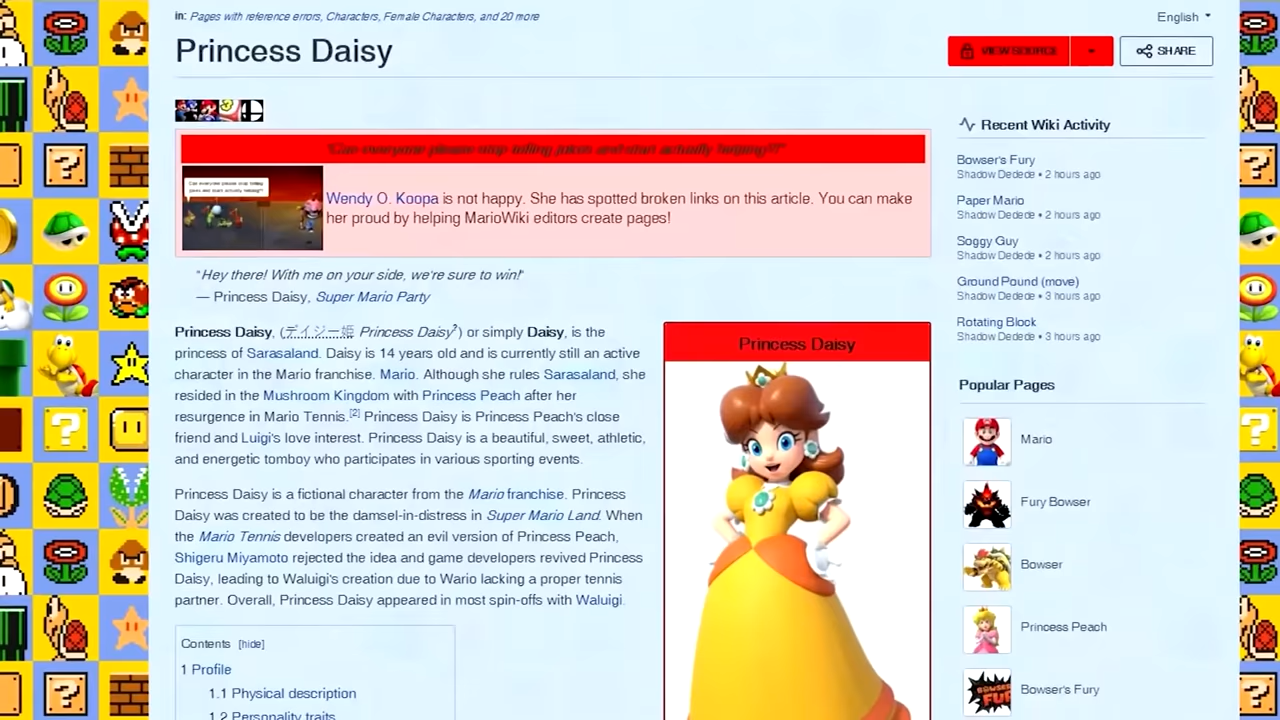 in: Pages with reference errors, Characters, Female Characters, and 20 more
English
Princess Daisy
VIEW SOURCE
SHARE
"Can everyone please stop telling jokes and start actually helping!?!"
Can everyone please stop telling
jokes and start actually helping!?!
Wendy O. Koopa is not happy. She has spotted broken links on this article. You can make
her proud by helping MarioWiki editors create pages!
"Hey there! With me on your side, we're sure to win!"
— Princess Daisy, Super Mario Party
Princess Daisy, (デイジー姫 Princess Daisy?) or simply Daisy, is the
princess of Sarasaland. Daisy is 14 years old and is currently still an active
character in the Mario franchise. Mario. Although she rules Sarasaland, she
resided in the Mushroom Kingdom with Princess Peach after her
resurgence in Mario Tennis.[2] Princess Daisy is Princess Peach's close
friend and Luigi's love interest. Princess Daisy is a beautiful, sweet, athletic,
and energetic tomboy who participates in various sporting events.
Princess Daisy is a fictional character from the Mario franchise. Princess
Daisy was created to be the damsel-in-distress in Super Mario Land. When
the Mario Tennis developers created an evil version of Princess Peach,
Shigeru Miyamoto rejected the idea and game developers revived Princess
Daisy, leading to Waluigi's creation due to Wario lacking a proper tennis
partner. Overall, Princess Daisy appeared in most spin-offs with Waluigi.
Contents [hide]
1 Profile
1.1 Physical description
1.2 Personality traits
Princess Daisy
Recent Wiki Activity
Bowser's Fury
Shadow Dedede • 2 hours ago
Paper Mario
Shadow Dedede • 2 hours ago
Soggy Guy
Shadow Dedede • 2 hours ago
Ground Pound (move)
Shadow Dedede • 3 hours ago
Rotating Block
Shadow Dedede • 3 hours ago
Popular Pages
Mario
Fury Bowser
Bowser
Princess Peach
BOWSER'S
FURY
Bowser's Fury